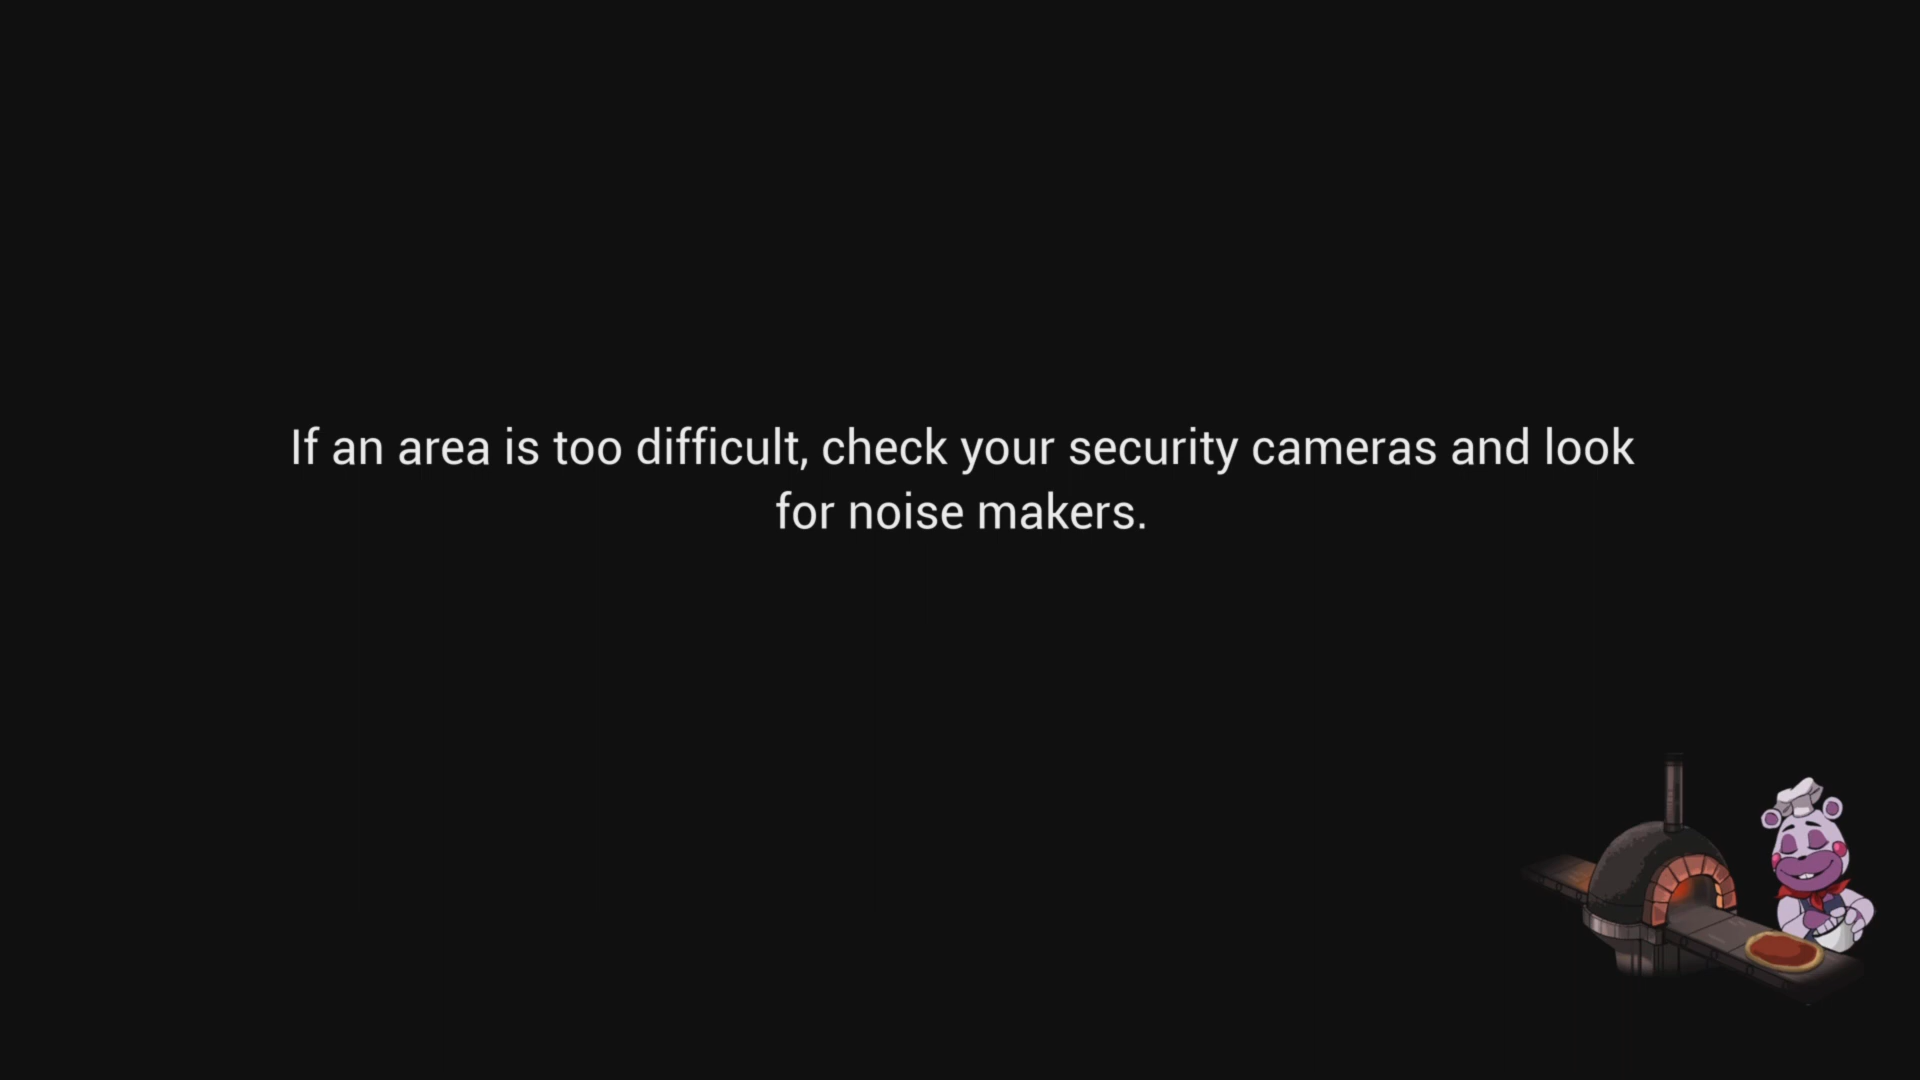 If an area is too difficult, check your security cameras and look
for noise makers.